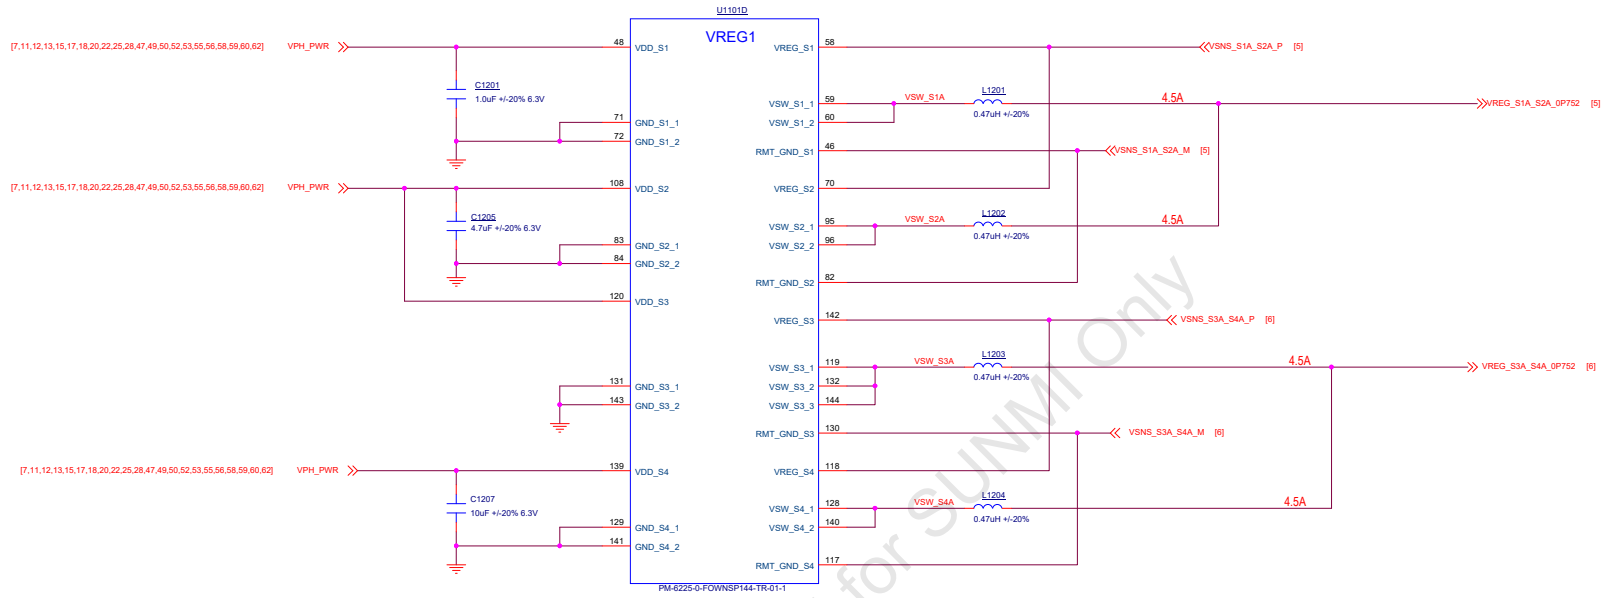 U1101D
VREG1
[7,11,12,13,15,17,18,20,22,25,28,47,49,50,52,53,55,56,58,59,60,62] VPH_PWR 48 VDD_S1 VREG_S1 58 VSNS_S1A_S2A_P [5]
C1201
1.0uF +/-20% 6.3V
VSW_S1_1 59 VSW_S1A L1201 4.5A VREG_S1A_S2A_0P752 [5]
0.47uH +/-20%
71 GND_S1_1 VSW_S1_2 60
72 GND_S1_2
RMT_GND_S1 46 VSNS_S1A_S2A_M [5]
[7,11,12,13,15,17,18,20,22,25,28,47,49,50,52,53,55,56,58,59,60,62] VPH_PWR 108 VDD_S2 VREG_S2 70
C1205
4.7uF +/-20% 6.3V
VSW_S2_1 95 VSW_S2A L1202 4.5A
0.47uH +/-20%
83 GND_S2_1 VSW_S2_2 96
84 GND_S2_2
RMT_GND_S2 82
120 VDD_S3
VREG_S3 142 VSNS_S3A_S4A_P [6]
VSW_S3_1 119 VSW_S3A L1203 4.5A VREG_S3A_S4A_0P752 [6]
0.47uH +/-20%
131 GND_S3_1 VSW_S3_2 132
143 GND_S3_2 VSW_S3_3 144
RMT_GND_S3 130 VSNS_S3A_S4A_M [6]
[7,11,12,13,15,17,18,20,22,25,28,47,49,50,52,53,55,56,58,59,60,62] VPH_PWR 139 VDD_S4 VREG_S4 118
C1207
10uF +/-20% 6.3V
VSW_S4_1 128 VSW_S4A L1204 4.5A
0.47uH +/-20%
129 GND_S4_1 VSW_S4_2 140
141 GND_S4_2
RMT_GND_S4 117
PM-6225-0-FOWNSP144-TR-01-1
for SUNMI Only